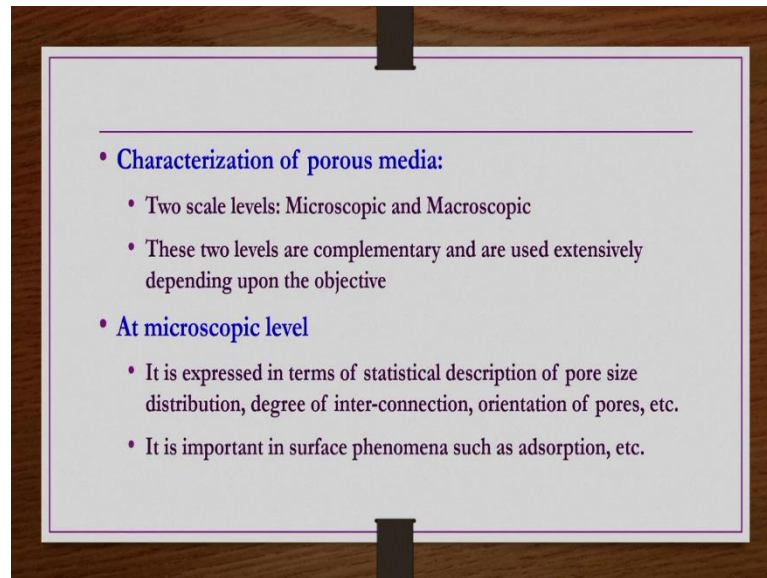 • Characterization of porous media:
• Two scale levels: Microscopic and Macroscopic
• These two levels are complementary and are used extensively
depending upon the objective
• At microscopic level
• It is expressed in terms of statistical description of pore size
distribution, degree of inter-connection, orientation of pores, etc.
• It is important in surface phenomena such as adsorption, etc.